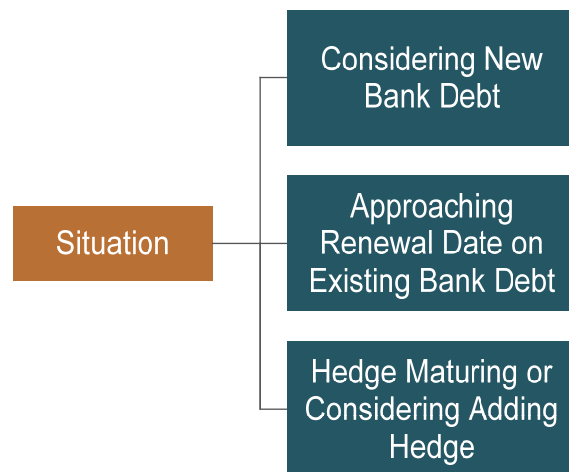 Considering New
Bank Debt
Situation
Approaching
Renewal Date on
Existing Bank Debt
Hedge Maturing or
Considering Adding
Hedge